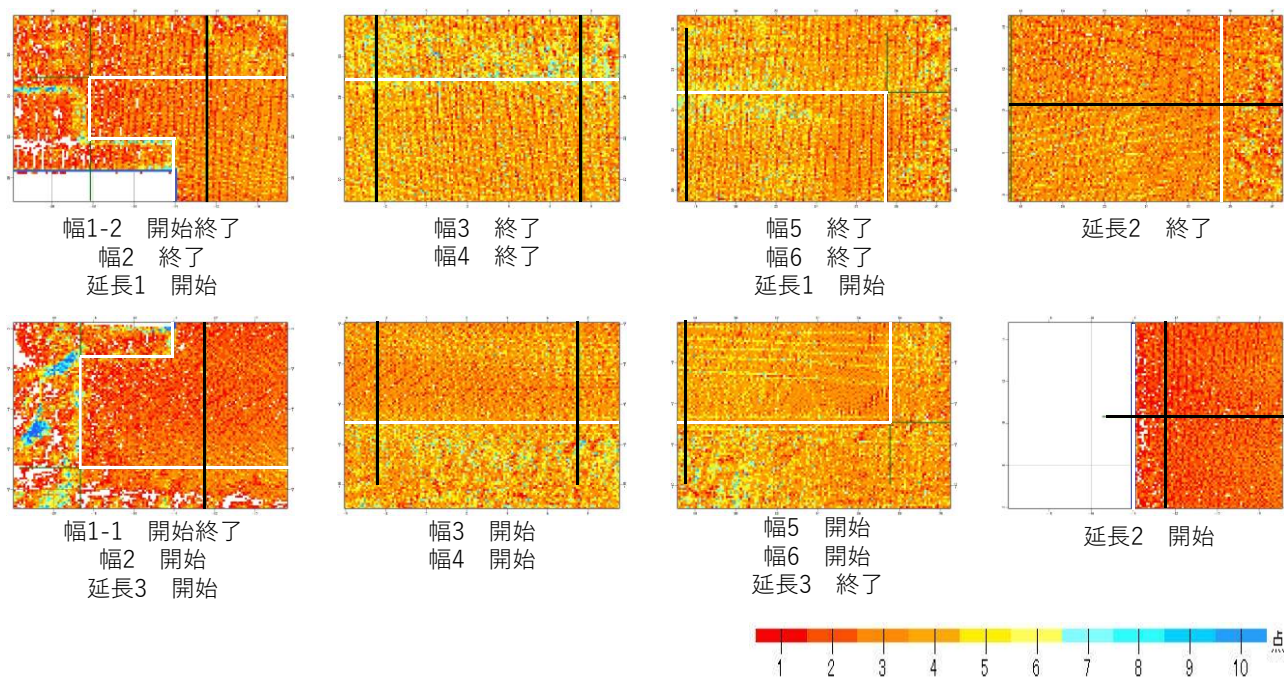 幅1-2　開始終了
幅2　終了
延長1　開始
幅3　終了
幅4　終了
幅5　終了
幅6　終了
延長1　開始
延長2　終了
幅1-1　開始終了
幅2　開始
延長3　開始
幅3　開始
幅4　開始
幅5　開始
幅6　開始
延長3　終了
延長2　開始
点
1 2 3 4 5 6 7 8 9 10